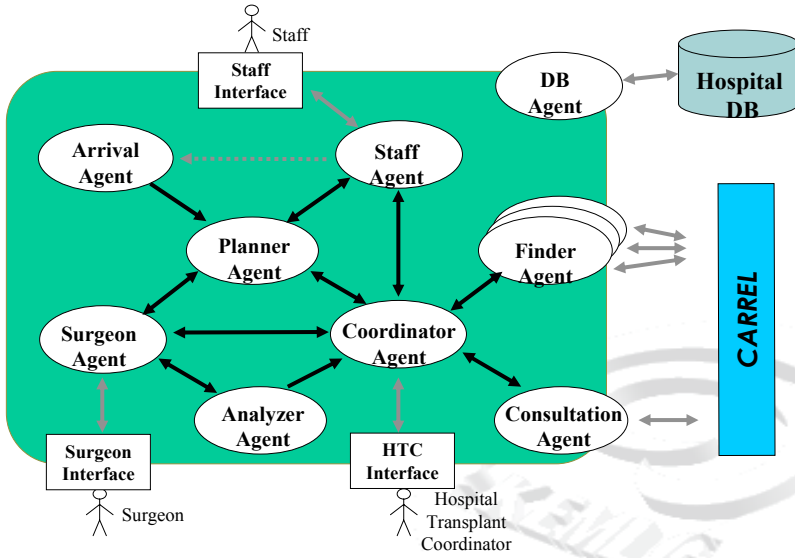 Staff
Staff
Interface
DB
Agent
Hospital
DB
Arrival
Agent
Staff
Agent
Planner
Agent
Finder
Agent
CARREL
Surgeon
Agent
Coordinator
Agent
Analyzer
Agent
Consultation
Agent
Surgeon
Interface
HTC
Interface
Surgeon
Hospital
Transplant
Coordinator